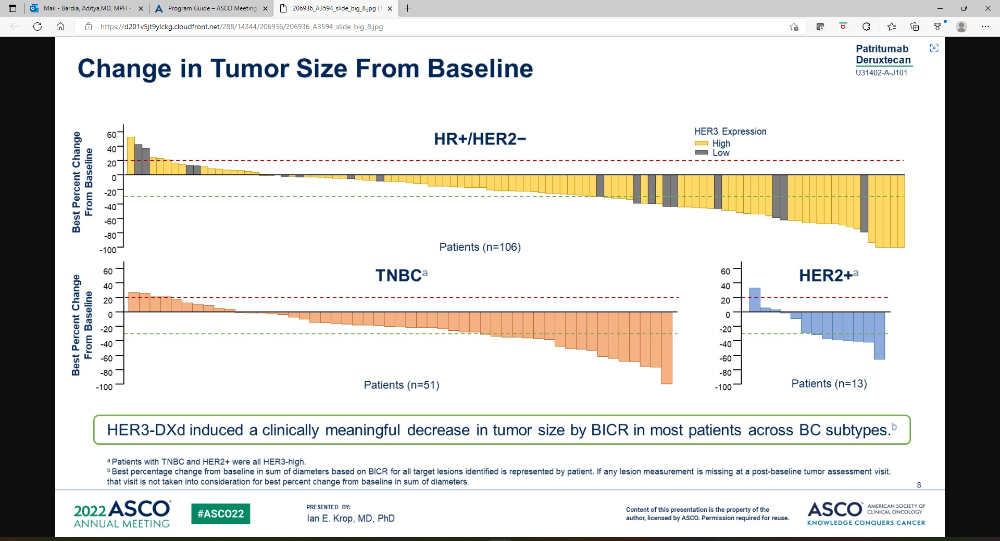 Mail - Bardia, Aditya,MD, MPH -
Program Guide – ASCO Meeting
206936_A3594_slide_big_8.jpg (1
https://d201v5jt9ylckg.cloudfront.net/288/14344/206936/206936_A3594_slide_big_8.jpg
Change in Tumor Size From Baseline
Patritumab
Deruxtecan
U31402-A-J101
Best Percent Change
From Baseline
60
40
20
0
-20
-40
-60
-80
-100
HR+/HER2−
HER3 Expression
High
Low
Patients (n=106)
Best Percent Change
From Baseline
60
40
20
0
-20
-40
-60
-80
-100
TNBCa
Patients (n=51)
60
40
20
0
-20
-40
-60
-80
-100
HER2+a
Patients (n=13)
HER3-DXd induced a clinically meaningful decrease in tumor size by BICR in most patients across BC subtypes.b
a Patients with TNBC and HER2+ were all HER3-high.
b Best percentage change from baseline in sum of diameters based on BICR for all target lesions identified is represented by patient. If any lesion measurement is missing at a post-baseline tumor assessment visit,
that visit is not taken into consideration for best percent change from baseline in sum of diameters.
8
2022 ASCO®
ANNUAL MEETING
#ASCO22
PRESENTED BY:
Ian E. Krop, MD, PhD
Content of this presentation is the property of the
author, licensed by ASCO. Permission required for reuse.
ASCO® AMERICAN SOCIETY OF
CLINICAL ONCOLOGY
KNOWLEDGE CONQUERS CANCER